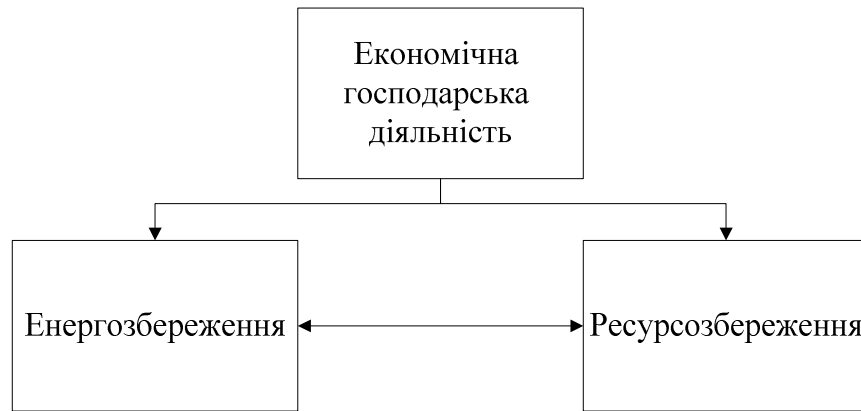 Економічна
господарська
діяльність
Енергозбереження
Ресурсозбереження